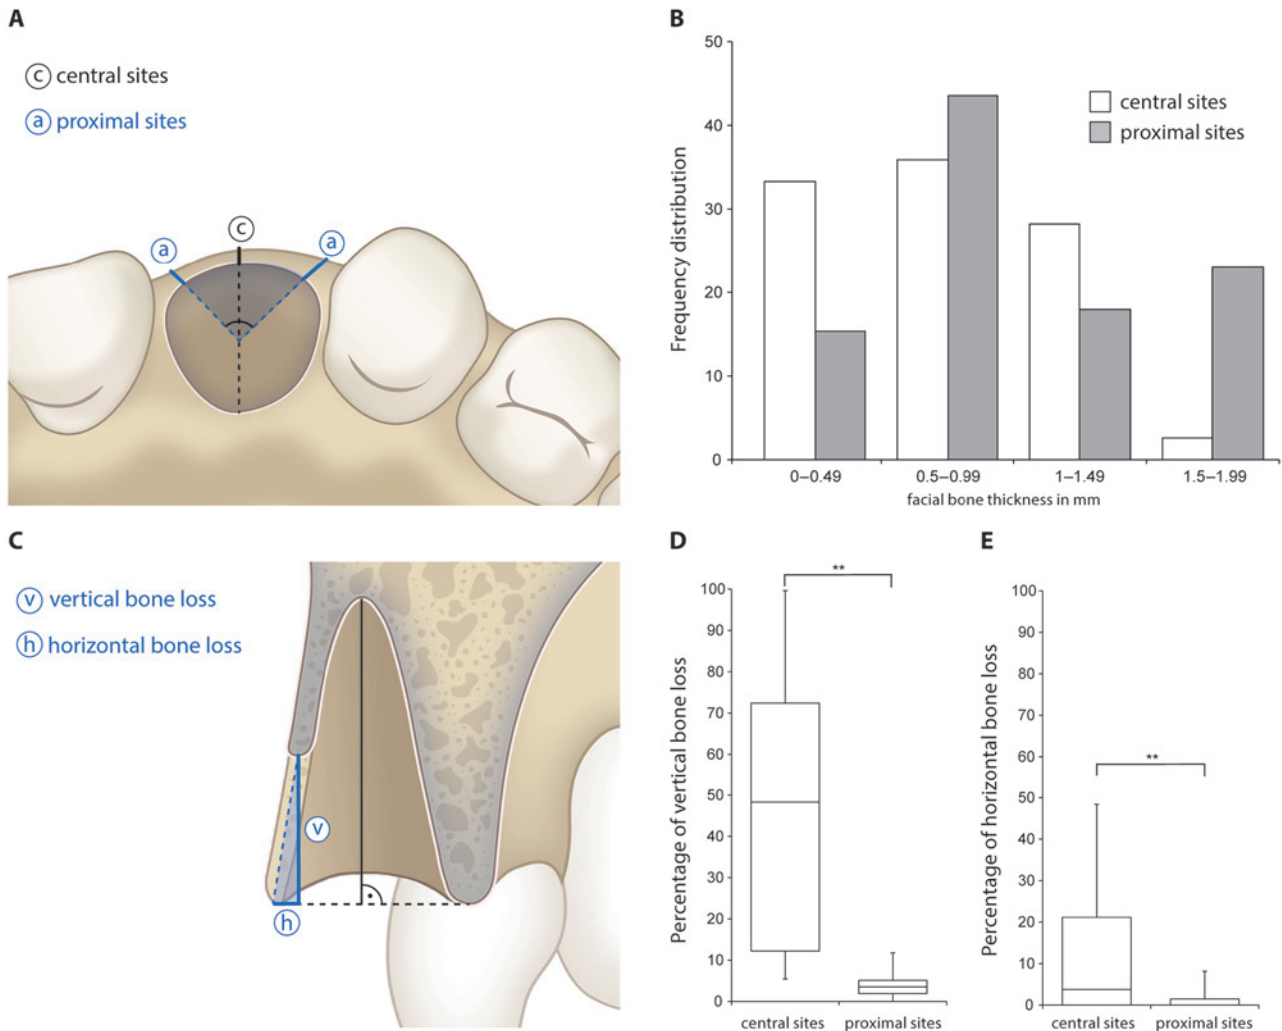 A
c central sites
a proximal sites
c
a
a
B
50
40
30
20
10
0
Frequency distribution
central sites
proximal sites
0–0.49
0.5–0.99
1–1.49
1.5–1.99
facial bone thickness in mm
C
v vertical bone loss
h horizontal bone loss
v
h
D
100
90
80
70
60
50
40
30
20
10
0
Percentage of vertical bone loss
**
central sites
proximal sites
E
100
90
80
70
60
50
40
30
20
10
0
Percentage of horizontal bone loss
**
central sites
proximal sites